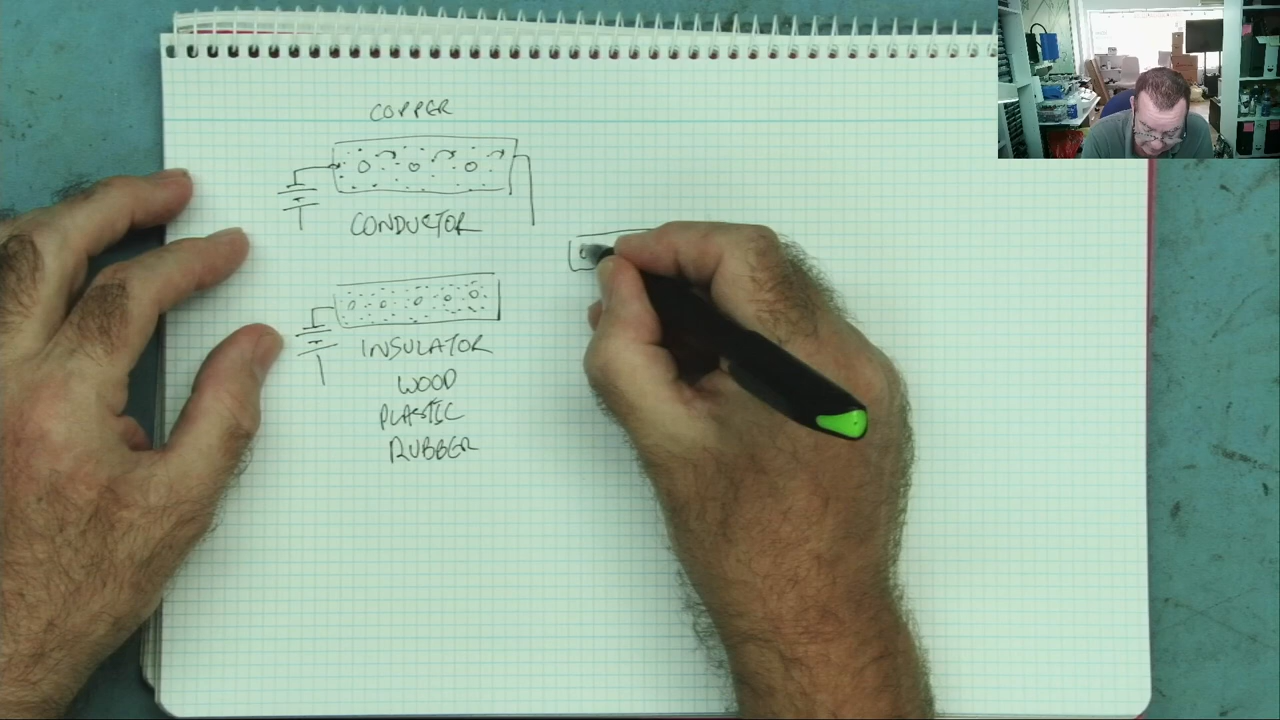 COPPER
CONDUCTOR
INSULATOR
WOOD
PLASTIC
RUBBER